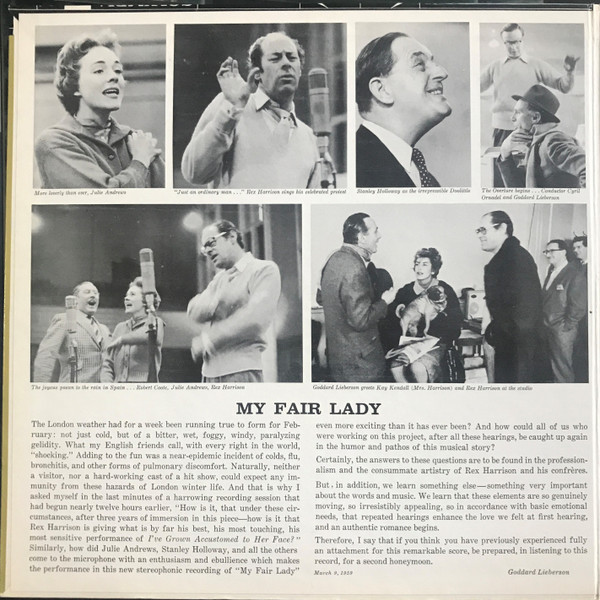 More loverly than ever, Julie Andrews
"Just an ordinary man . . ." Rex Harrison sings his celebrated protest
Stanley Holloway as the irrepressible Doolittle
The Overture begins . . . Conductor Cyril
Ornadel and Goddard Lieberson
The joyous paean to the rain in Spain . . . Robert Coote, Julie Andrews, Rex Harrison
Goddard Lieberson greets Kay Kendall (Mrs. Harrison) and Rex Harrison at the studio
MY FAIR LADY
The London weather had for a week been running true to form for Feb-
ruary: not just cold, but of a bitter, wet, foggy, windy, paralyzing
gelidity. What my English friends call, with every right in the world,
"shocking." Adding to the fun was a near-epidemic incidence of colds, flu,
bronchitis, and other forms of pulmonary discomfort. Naturally, neither
a visitor, nor a hard-working cast of a hit show, could expect any im-
munity from these hazards of London winter life. And that is why I
asked myself in the last minutes of a harrowing recording session that
had begun nearly twelve hours earlier, "How is it, that under these cir-
cumstances, after three years of immersion in this piece—how is it that
Rex Harrison is giving what is by far his best, his most touching, his
most sensitive performance of I've Grown Accustomed to Her Face?"
Similarly, how did Julie Andrews, Stanley Holloway, and all the others
come to the microphone with an enthusiasm and ebullience which makes
the performance in this new stereophonic recording of "My Fair Lady"
even more exciting than it has ever been? And how could all of us who
were working on this project, after all these hearings, be caught up again
in the humor and pathos of this musical story?
Certainly, the answers to these questions are to be found in the profession-
alism and the consummate artistry of Rex Harrison and his confrères.
But, in addition, we learn something else—something very important
about the words and music. We learn that these elements are so genuinely
moving, so irresistibly appealing, so in accordance with basic emotional
needs, that repeated hearings enhance the love we felt at first hearing,
and an authentic romance begins.
Therefore, I say that if you think you have previously experienced fully
an attachment for this remarkable score, be prepared, in listening to this
record, for a second honeymoon.
March 9, 1959
Goddard Lieberson